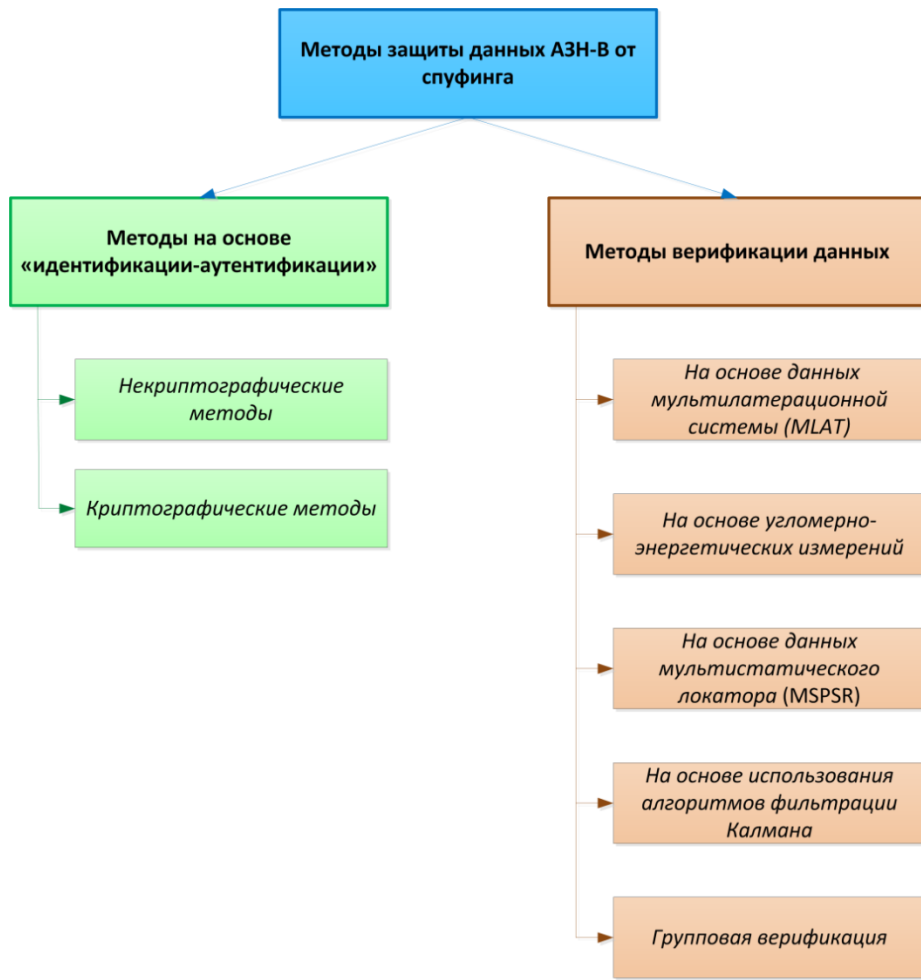 Методы защиты данных АЗН-В от
спуфинга
Методы на основе
«идентификации-аутентификации»
Некриптографические
методы
Криптографические методы
Методы верификации данных
На основе данных
мультилатерационной
системы (MLAT)
На основе угломерно-
энергетических измерений
На основе данных
мультистатического
локатора (MSPSR)
На основе использования
алгоритмов фильтрации
Калмана
Групповая верификация